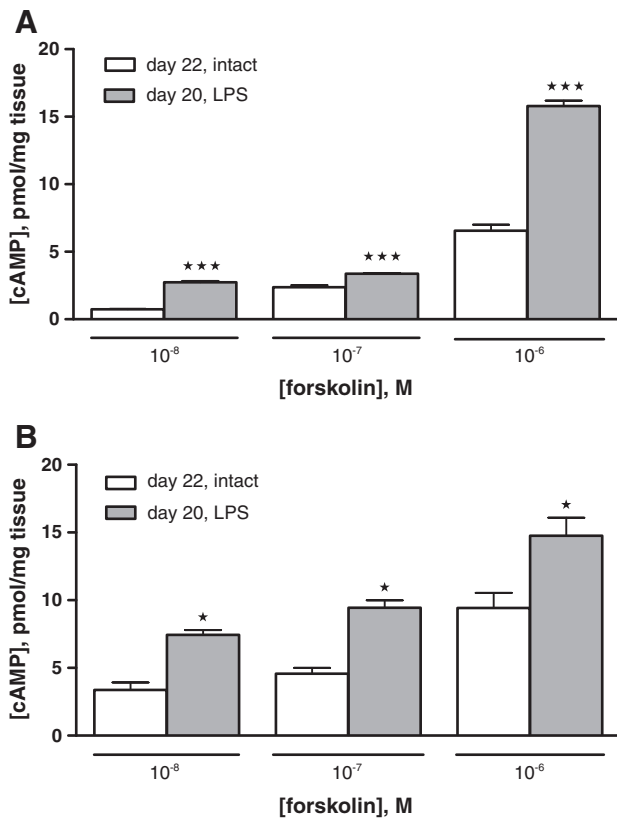 A
20
day 22, intact
day 20, LPS
★★★
★★★
★★★
15
10
5
0
[cAMP], pmol/mg tissue
10⁻⁸
10⁻⁷
10⁻⁶
[forskolin], M
B
20
day 22, intact
day 20, LPS
★
★
★
15
10
5
0
[cAMP], pmol/mg tissue
10⁻⁸
10⁻⁷
10⁻⁶
[forskolin], M